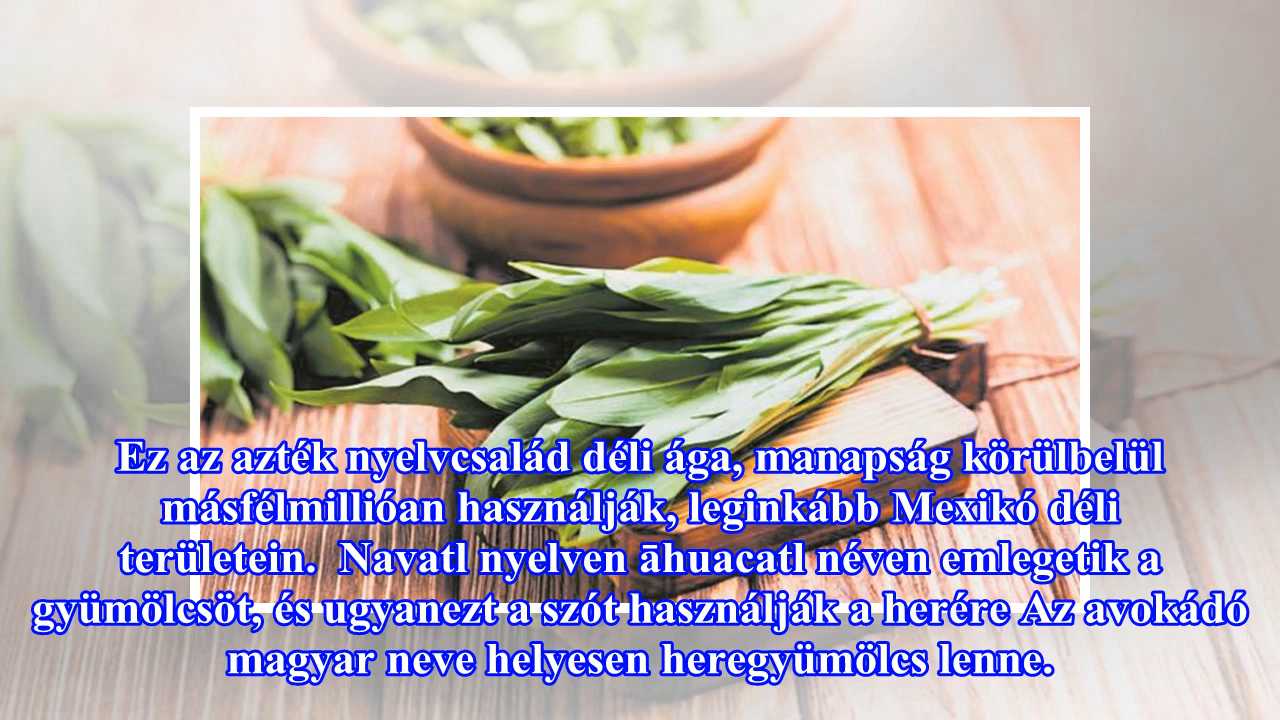 Ez az azték nyelvcsalád déli ága, manapság körülbelül
másfélmillióan használják, leginkább Mexikó déli
területein.  Navatl nyelven āhuacatl néven emlegetik a
gyümölcsöt, és ugyanezt a szót használják a herére Az avokádó
magyar neve helyesen heregyümölcs lenne.